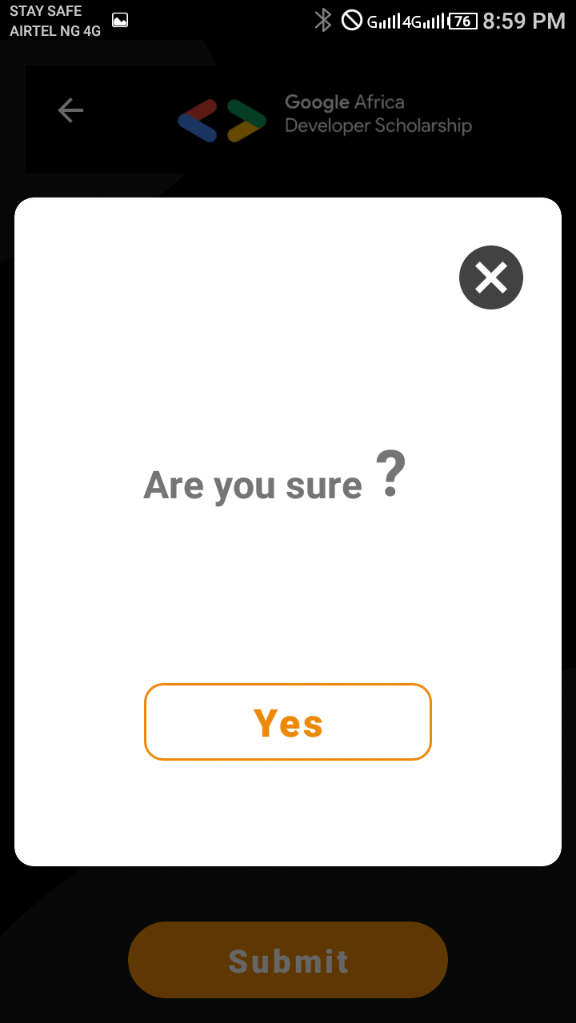 STAY SAFE
AIRTEL NG 4G
G 4G 76 8:59 PM
Google Africa
Developer Scholarship
Are you sure ?
Yes
Submit